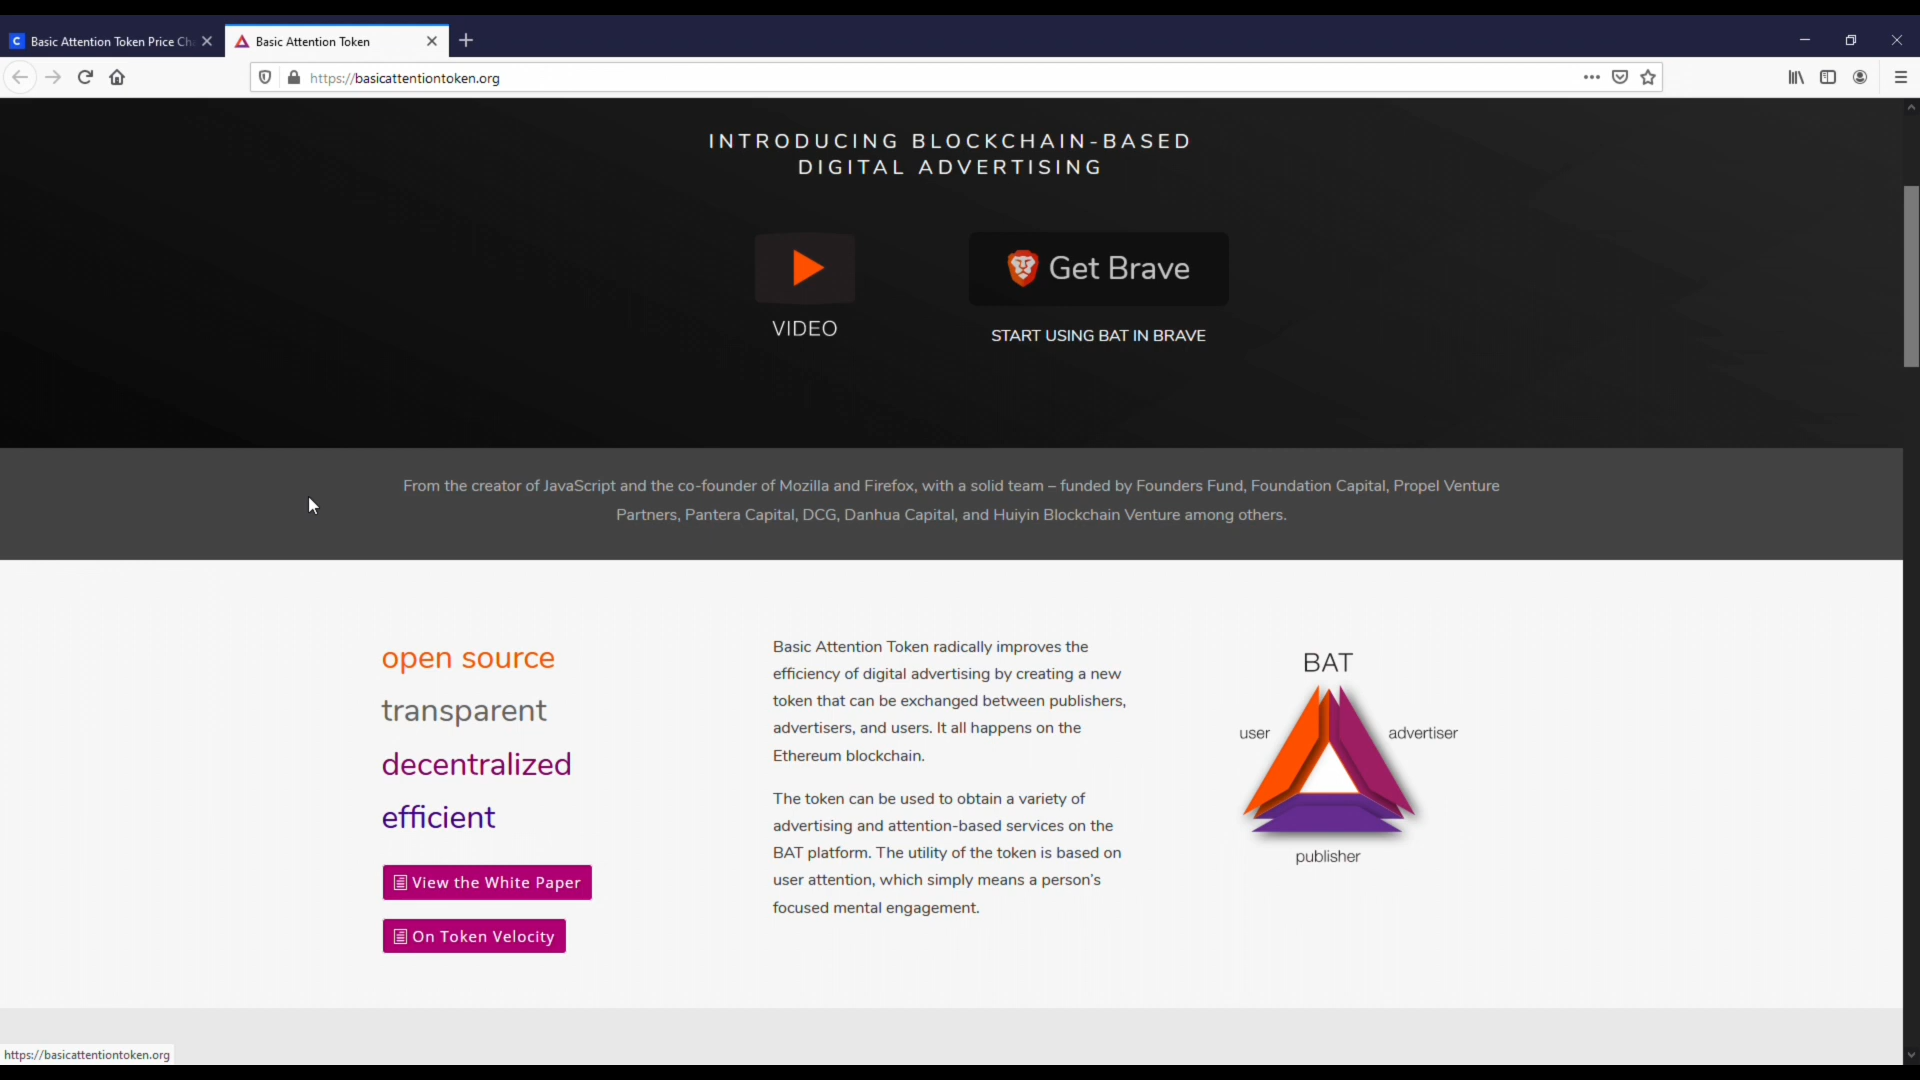 Basic Attention Token Price Ch
Basic Attention Token
https://basicattentiontoken.org
INTRODUCING BLOCKCHAIN-BASED
DIGITAL ADVERTISING
VIDEO
Get Brave
START USING BAT IN BRAVE
From the creator of JavaScript and the co-founder of Mozilla and Firefox, with a solid team – funded by Founders Fund, Foundation Capital, Propel Venture
Partners, Pantera Capital, DCG, Danhua Capital, and Huiyin Blockchain Venture among others.
open source
transparent
decentralized
efficient
View the White Paper
On Token Velocity
Basic Attention Token radically improves the
efficiency of digital advertising by creating a new
token that can be exchanged between publishers,
advertisers, and users. It all happens on the
Ethereum blockchain.
The token can be used to obtain a variety of
advertising and attention-based services on the
BAT platform. The utility of the token is based on
user attention, which simply means a person's
focused mental engagement.
BAT
user
advertiser
publisher
https://basicattentiontoken.org